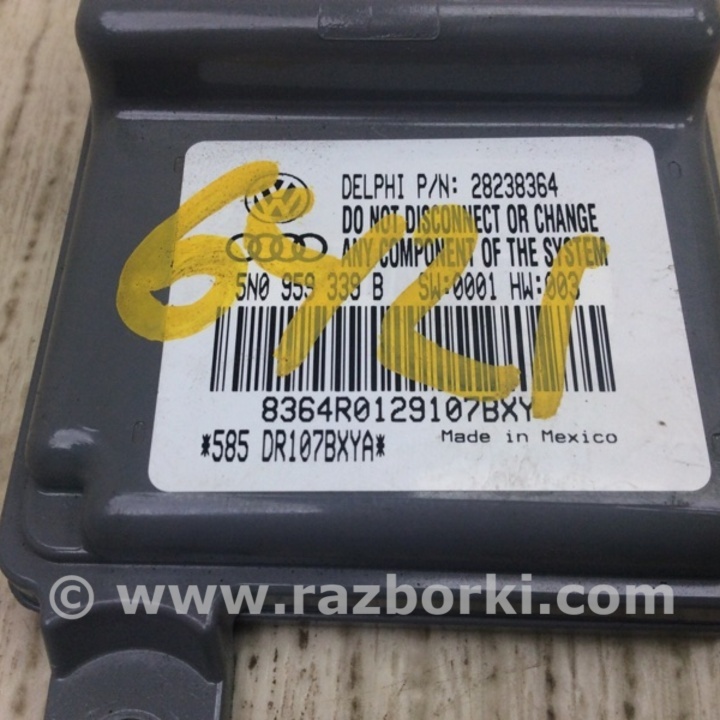 DELPHI P/N: 28238364
DO NOT DISCONNECT OR CHANGE
ANY COMPONENT OF THE SYSTEM
5N0 959 339 B SW:0001 HW:003
8364R0129107BXY
*585 DR107BXYA*
Made in Mexico
© www.razborki.com